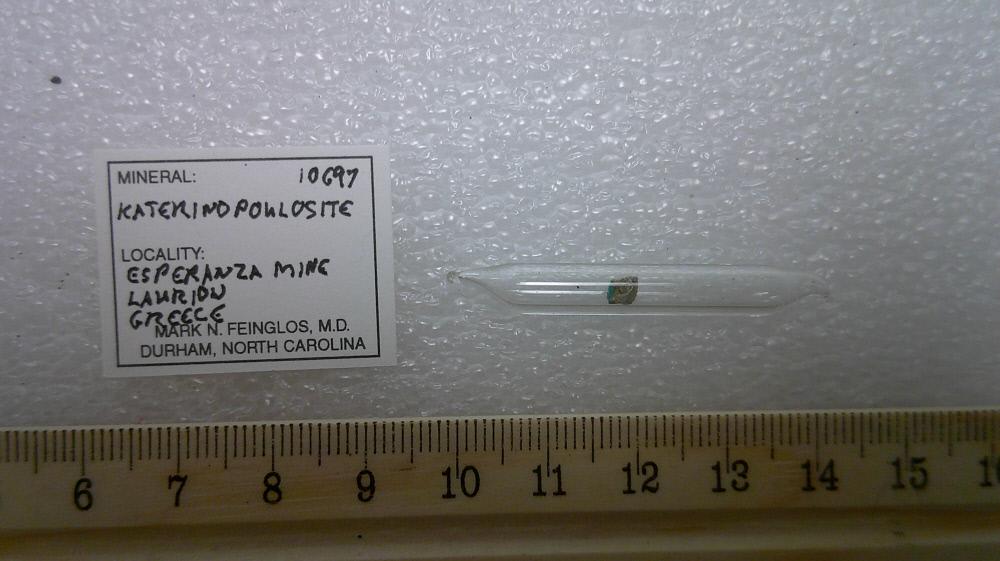 MINERAL: 10697
KATERINOPOULOSITE
LOCALITY:
ESPERANZA MINE
LAURION
GREECE
MARK N. FEINGLOS, M.D.
DURHAM, NORTH CAROLINA
6 7 8 9 10 11 12 13 14 15